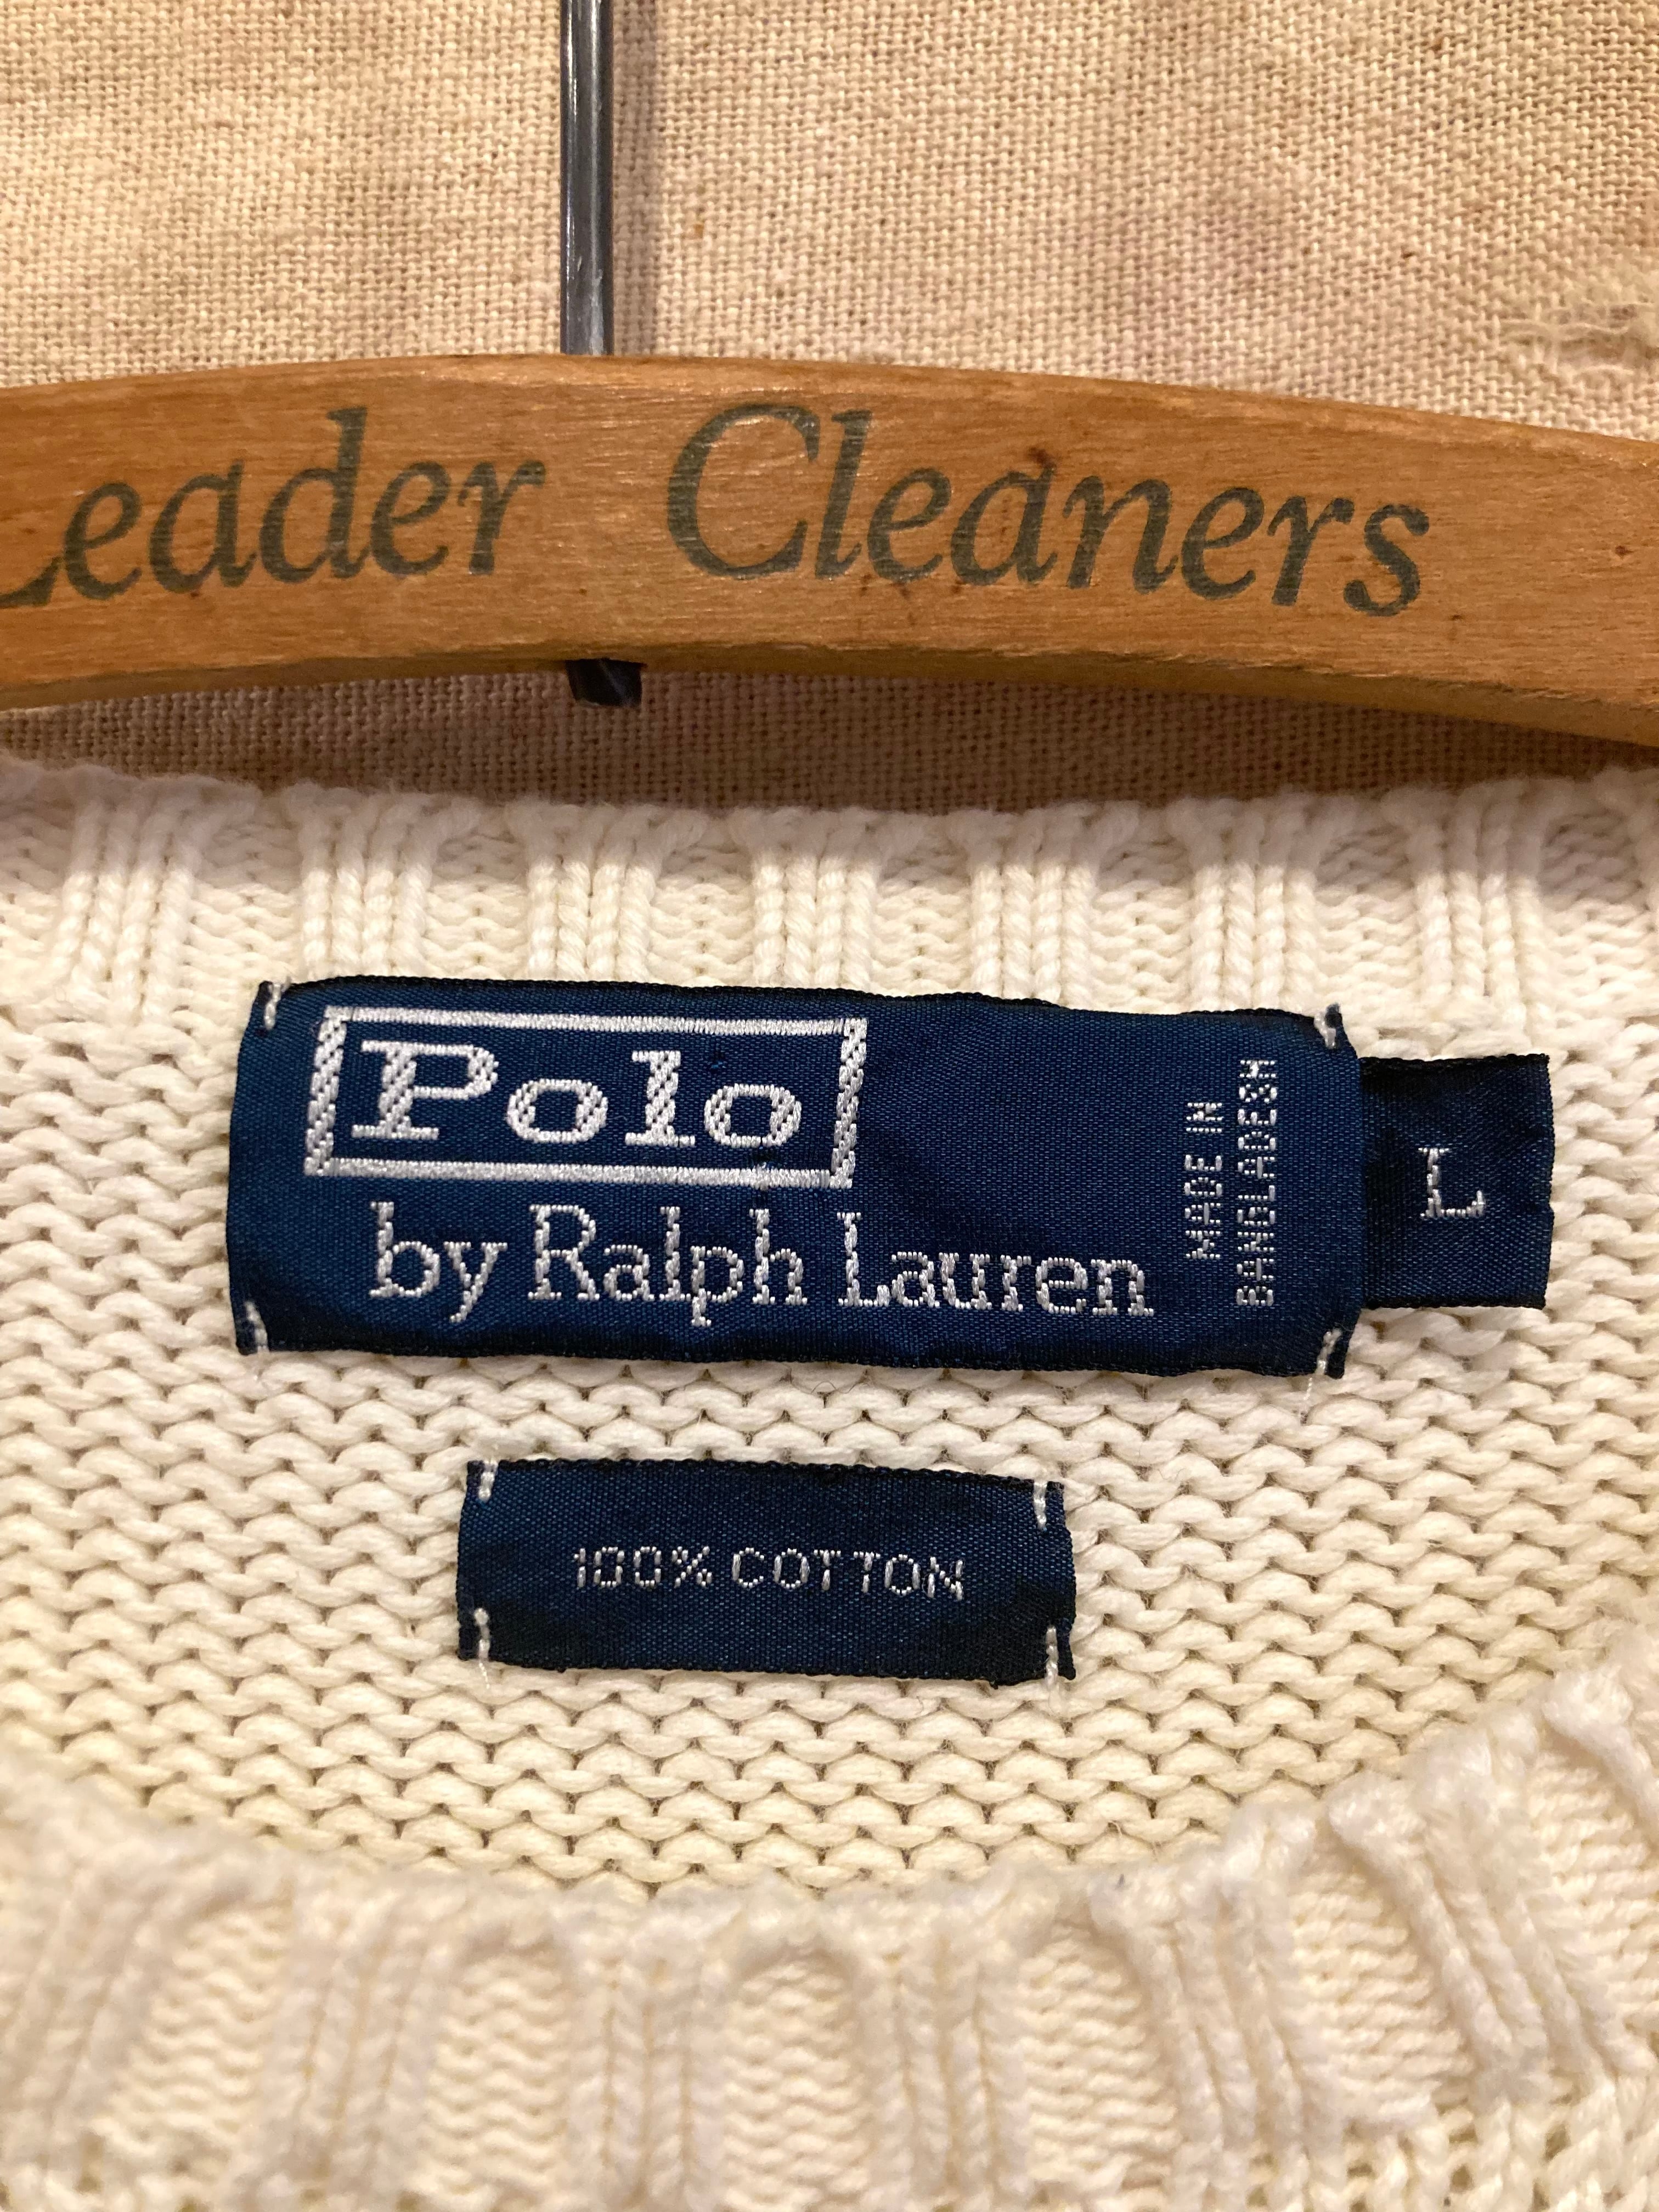 Leader Cleaners
Polo
by Ralph Lauren
MADE IN
BANGLADESH
L
100% COTTON